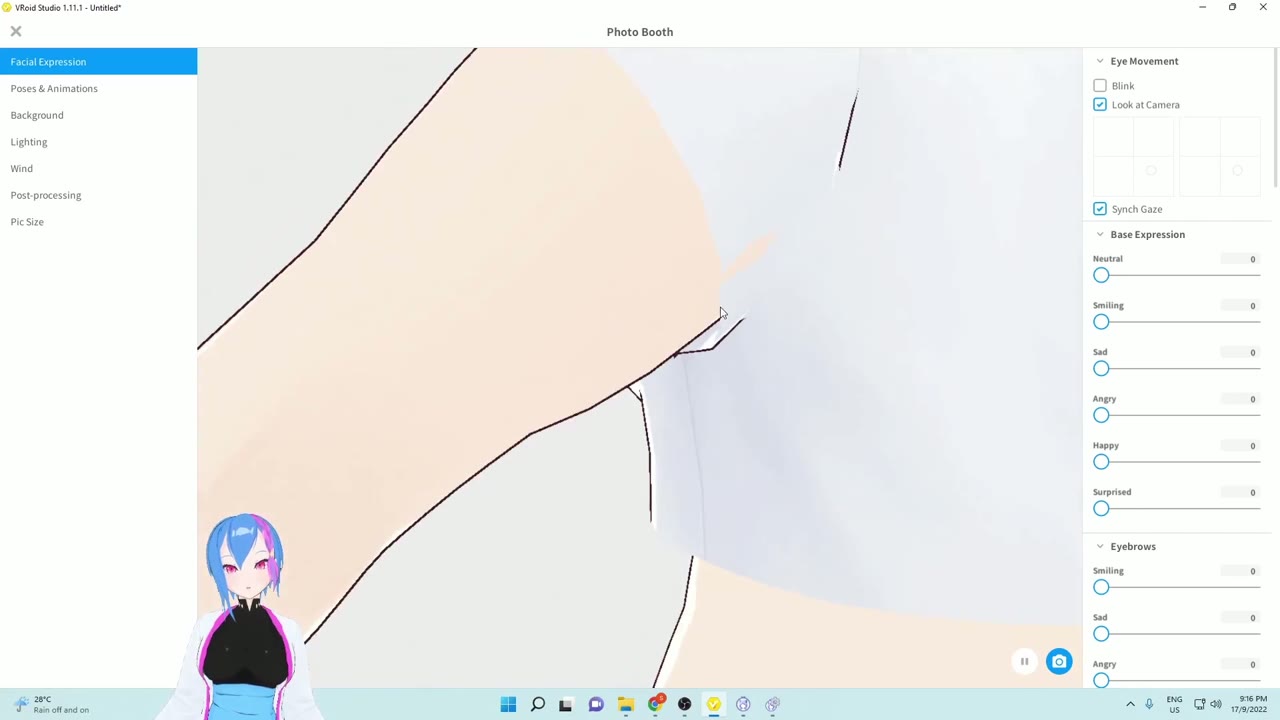 VRoid Studio 1.11.1 - Untitled*
Photo Booth
Facial Expression
Poses & Animations
Background
Lighting
Wind
Post-processing
Pic Size
Eye Movement
Blink
Look at Camera
Synch Gaze
Base Expression
Neutral 0
Smiling 0
Sad 0
Angry 0
Happy 0
Surprised 0
Eyebrows
Smiling 0
Sad 0
Angry 0
28°C
Rain off and on
ENG
US
9:16 PM
17/9/2022